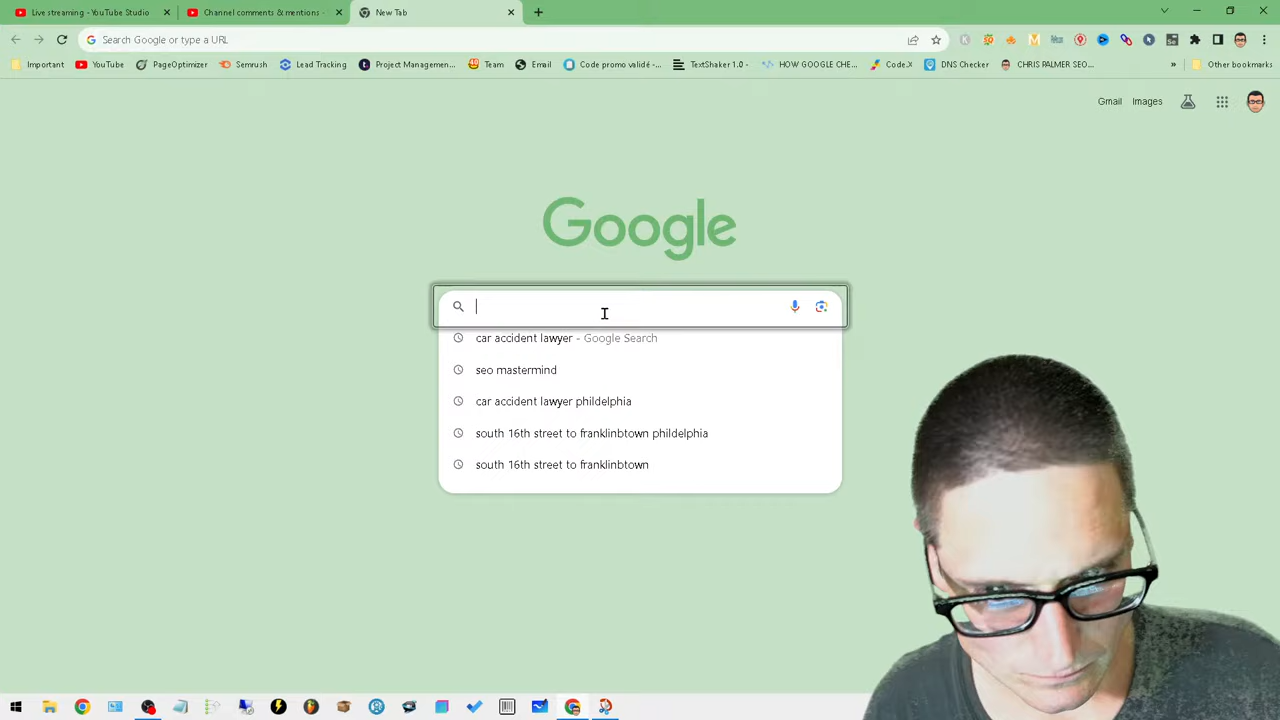 Live streaming - YouTube Studio
Channel comments & mentions -
New Tab
Search Google or type a URL
Important
YouTube
PageOptimizer
Semrush
Lead Tracking
Project Managemen...
Team
Email
Code promo validé -...
TextShaker 1.0 -
HOW GOOGLE CHE...
Code.X
DNS Checker
CHRIS PALMER SEO...
»
Other bookmarks
Gmail
Images
Google
car accident lawyer - Google Search
seo mastermind
car accident lawyer phildelphia
south 16th street to franklinbtown phildelphia
south 16th street to franklinbtown